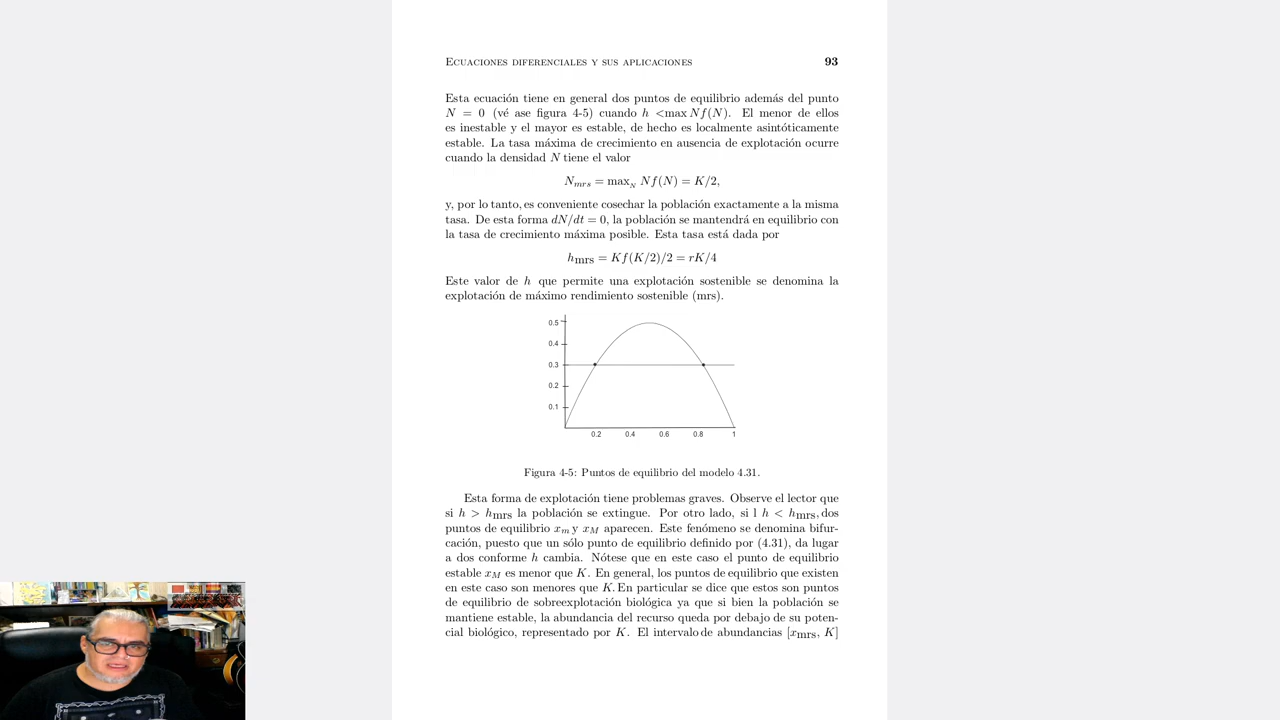 Ecuaciones diferenciales y sus aplicaciones 93
Esta ecuación tiene en general dos puntos de equilibrio además del punto
N = 0 (vé ase figura 4-5) cuando h <max Nf(N). El menor de ellos
es inestable y el mayor es estable, de hecho es localmente asintóticamente
estable. La tasa máxima de crecimiento en ausencia de explotación ocurre
cuando la densidad N tiene el valor
N_mrs = max_N Nf(N) = K/2,
y, por lo tanto, es conveniente cosechar la población exactamente a la misma
tasa. De esta forma dN/dt = 0, la población se mantendrá en equilibrio con
la tasa de crecimiento máxima posible. Esta tasa está dada por
h_mrs = Kf(K/2)/2 = rK/4
Este valor de h que permite una explotación sostenible se denomina la
explotación de máximo rendimiento sostenible (mrs).
0.5
0.4
0.3
0.2
0.1
0.2 0.4 0.6 0.8 1
Figura 4-5: Puntos de equilibrio del modelo 4.31.
Esta forma de explotación tiene problemas graves. Observe el lector que
si h > h_mrs la población se extingue. Por otro lado, si l h < h_mrs, dos
puntos de equilibrio x_m y x_M aparecen. Este fenómeno se denomina bifur-
cación, puesto que un sólo punto de equilibrio definido por (4.31), da lugar
a dos conforme h cambia. Nótese que en este caso el punto de equilibrio
estable x_M es menor que K. En general, los puntos de equilibrio que existen
en este caso son menores que K. En particular se dice que estos son puntos
de equilibrio de sobreexplotación biológica ya que si bien la población se
mantiene estable, la abundancia del recurso queda por debajo de su poten-
cial biológico, representado por K. El intervalo de abundancias [x_mrs, K]